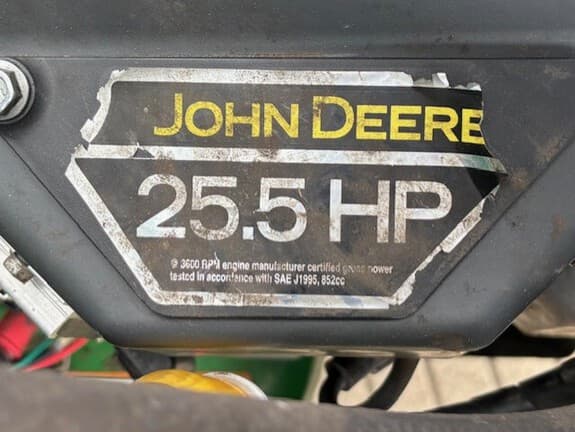 JOHN DEERE
25.5 HP
@ 3600 RPM engine manufacturer certified gross power
tested in accordance with SAE J1995, 852cc